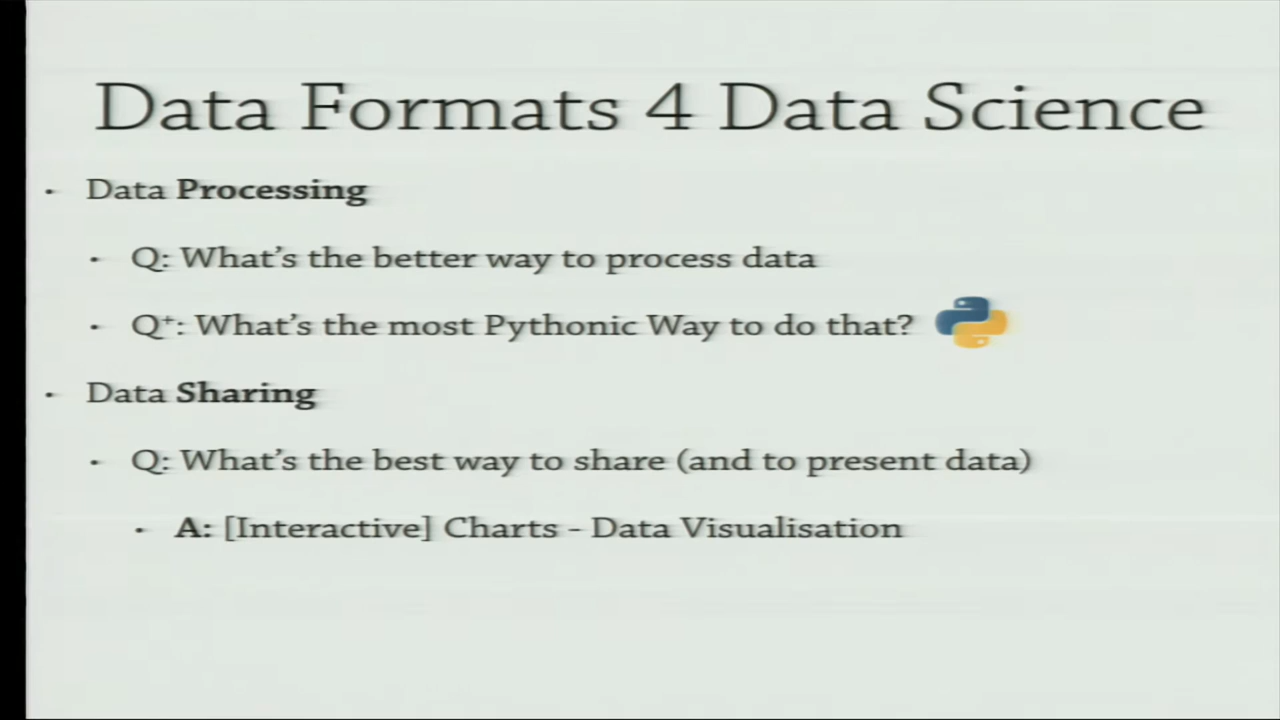 Data Formats 4 Data Science
• Data Processing
• Q: What's the better way to process data
• Q⁺: What's the most Pythonic Way to do that?
• Data Sharing
• Q: What's the best way to share (and to present data)
• A: [Interactive] Charts - Data Visualisation